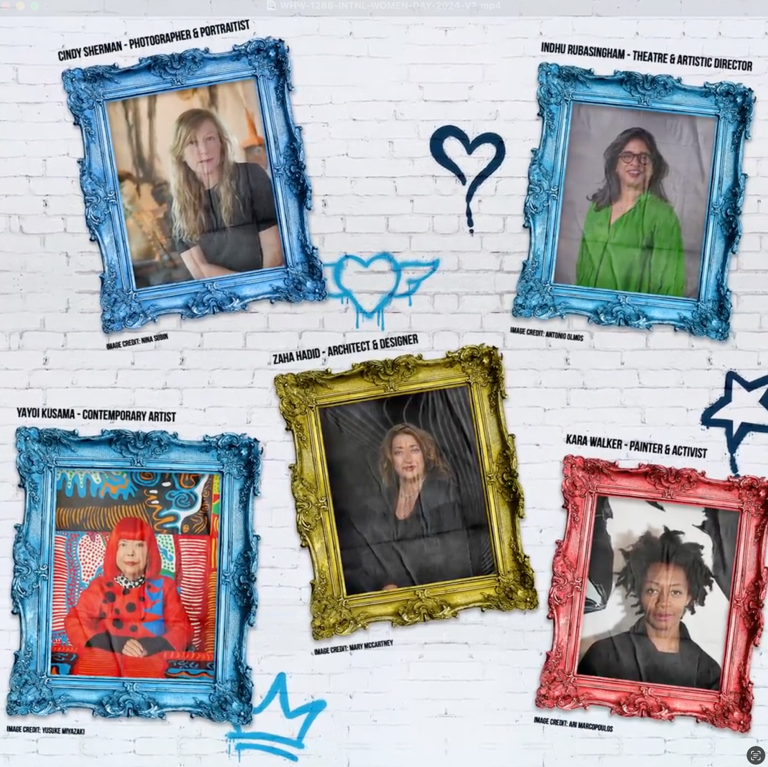 WHW-1288-INTNL-WOMEN-DAY-2024-V2.mp4
CINDY SHERMAN - PHOTOGRAPHER & PORTRAITIST
INDHU RUBASINGHAM - THEATRE & ARTISTIC DIRECTOR
IMAGE CREDIT: NINA SUBIN
IMAGE CREDIT: ANTONIO OLMOS
ZAHA HADID - ARCHITECT & DESIGNER
YAYOI KUSAMA - CONTEMPORARY ARTIST
KARA WALKER - PAINTER & ACTIVIST
IMAGE CREDIT: MARY MCCARTNEY
IMAGE CREDIT: YUSUKE MIYAZAKI
IMAGE CREDIT: ARI MARCOPOULOS